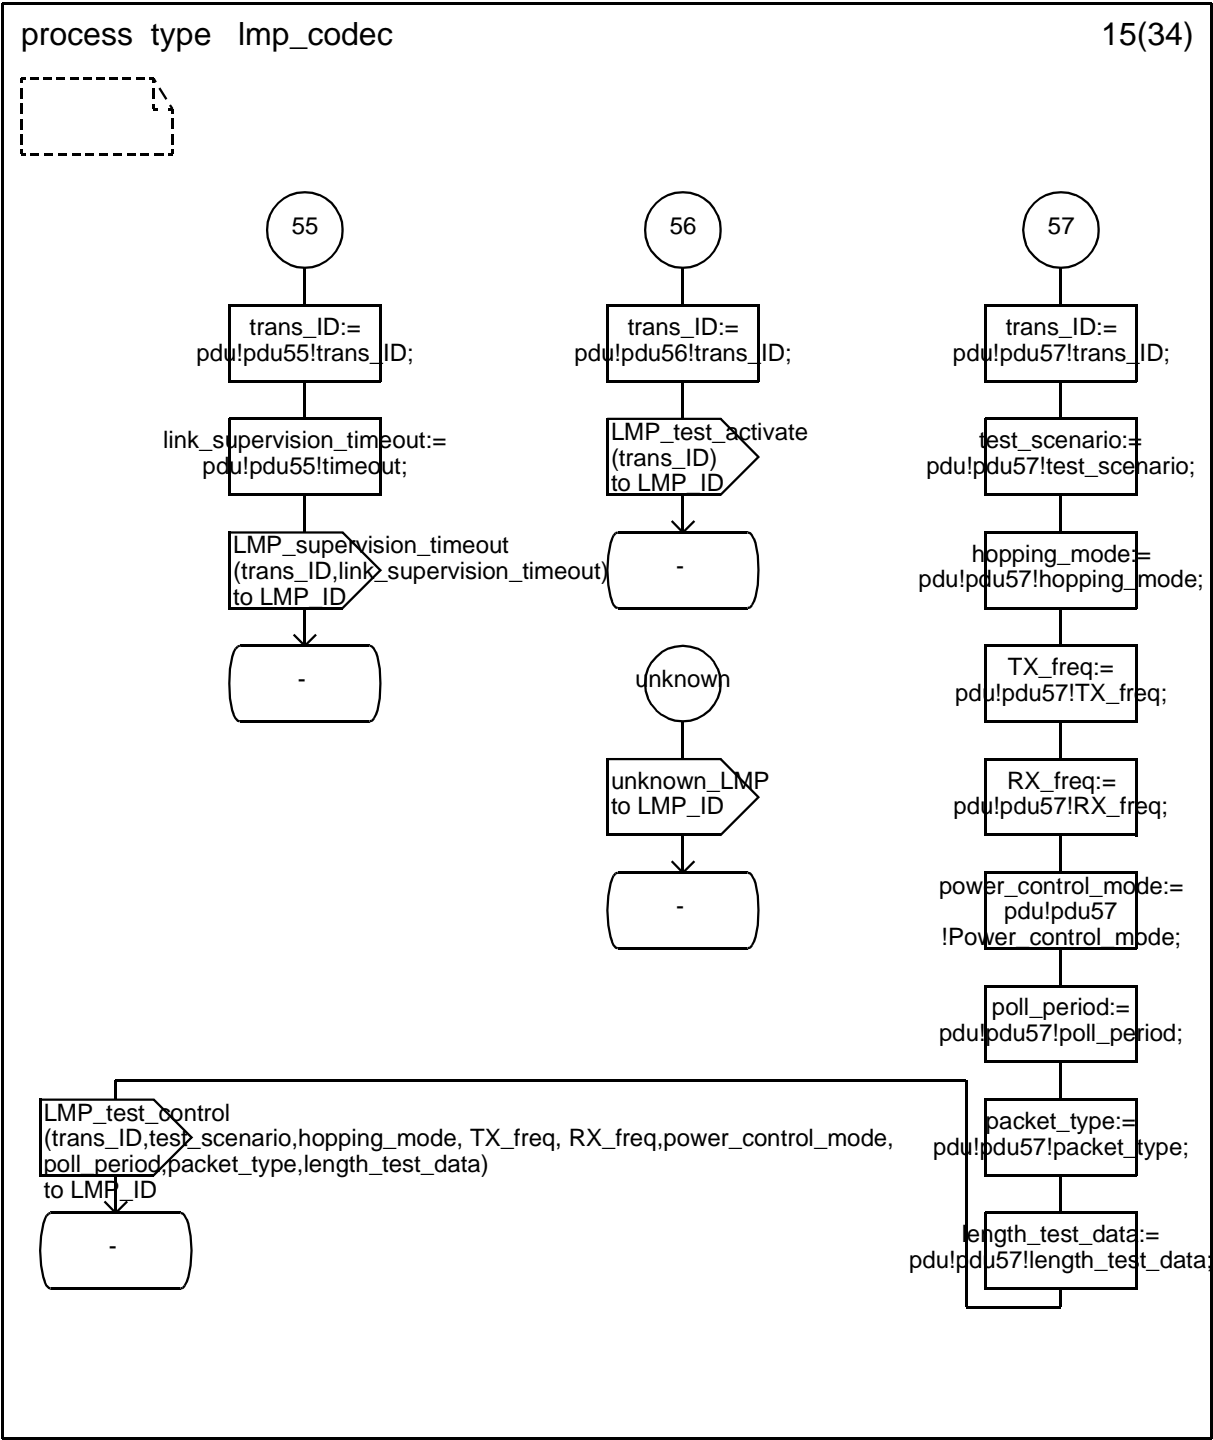 process type lmp_codec
15(34)
55
trans_ID:=
pdu!pdu55!trans_ID;
link_supervision_timeout:=
pdu!pdu55!timeout;
LMP_supervision_timeout
(trans_ID,link_supervision_timeout)
to LMP_ID
-
56
trans_ID:=
pdu!pdu56!trans_ID;
LMP_test_activate
(trans_ID)
to LMP_ID
-
unknown
unknown_LMP
to LMP_ID
-
57
trans_ID:=
pdu!pdu57!trans_ID;
test_scenario:=
pdu!pdu57!test_scenario;
hopping_mode:=
pdu!pdu57!hopping_mode;
TX_freq:=
pdu!pdu57!TX_freq;
RX_freq:=
pdu!pdu57!RX_freq;
power_control_mode:=
pdu!pdu57
!Power_control_mode;
poll_period:=
pdu!pdu57!poll_period;
packet_type:=
pdu!pdu57!packet_type;
length_test_data:=
pdu!pdu57!length_test_data;
LMP_test_control
(trans_ID,test_scenario,hopping_mode, TX_freq, RX_freq,power_control_mode,
poll_period,packet_type,length_test_data)
to LMP_ID
-